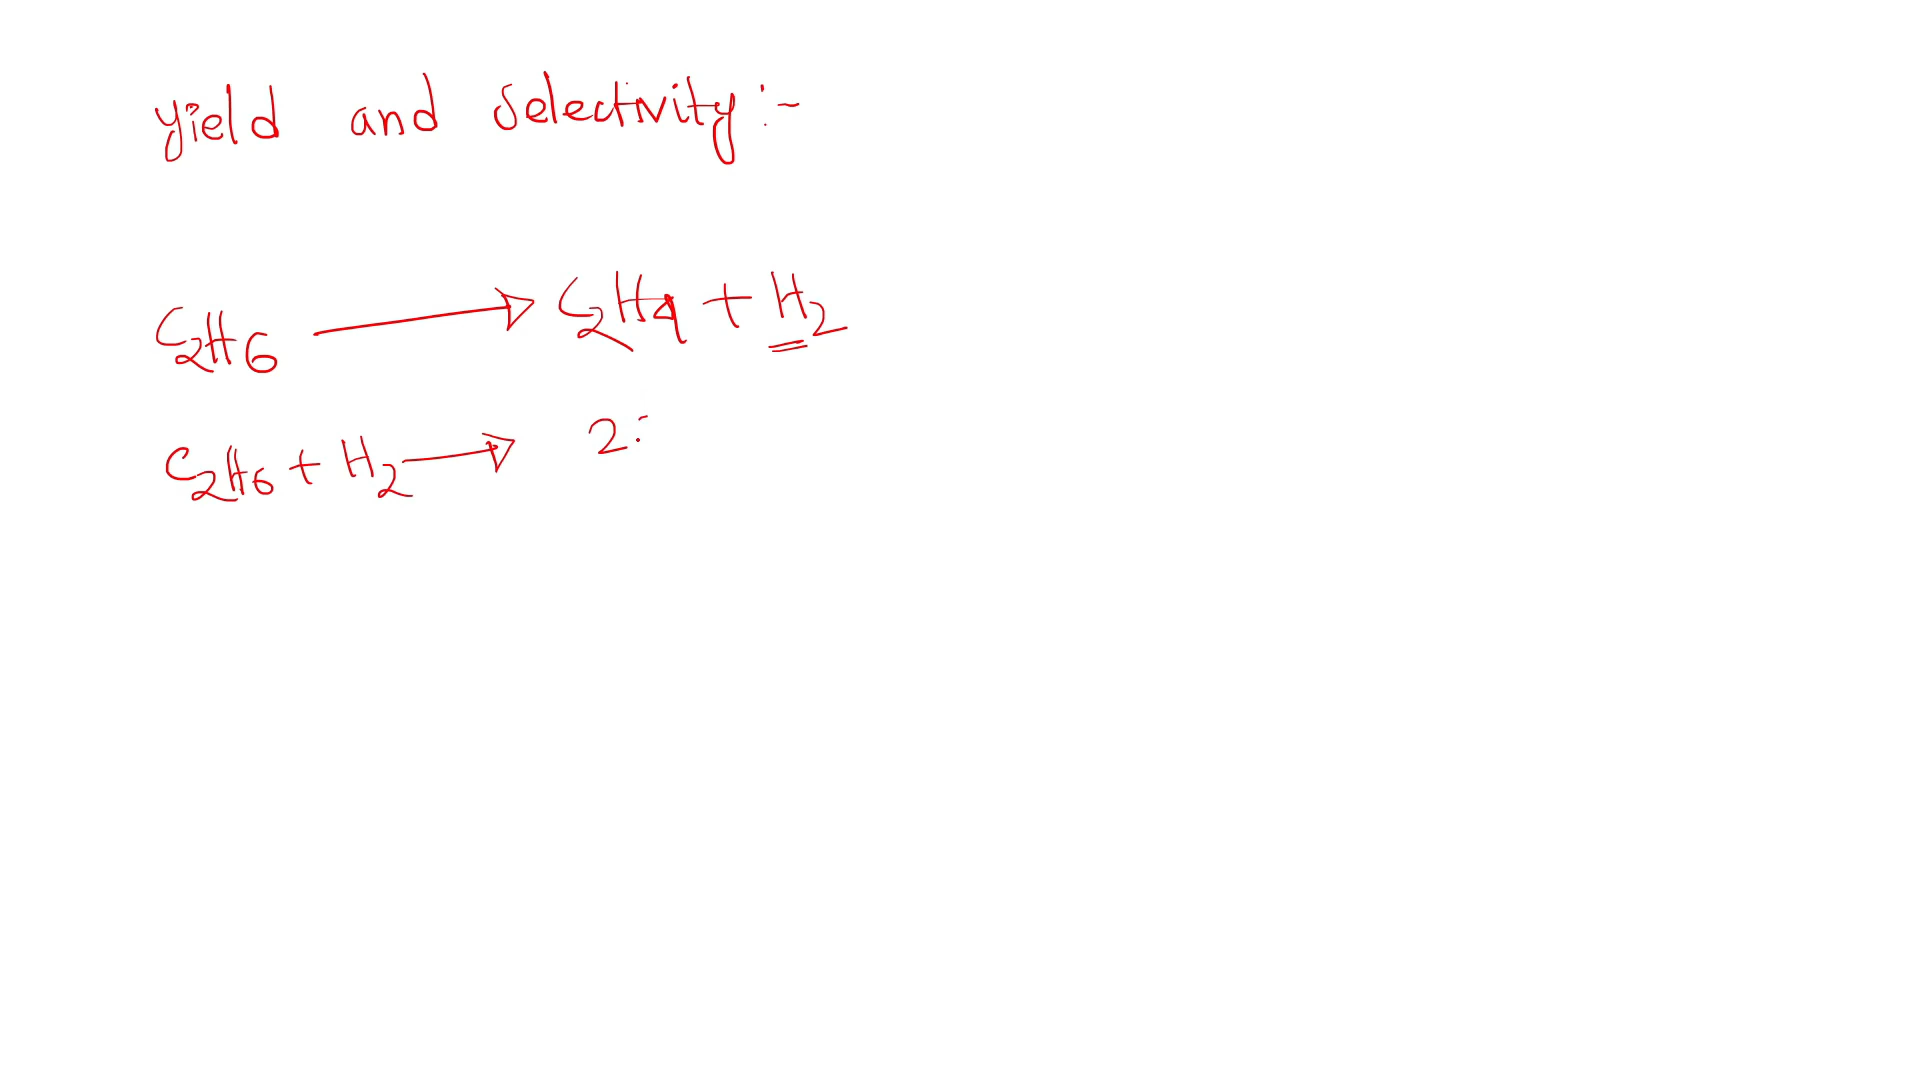 yield and selectivity:-
C2H6 → C2H4 + H2
C2H6 + H2 → 2